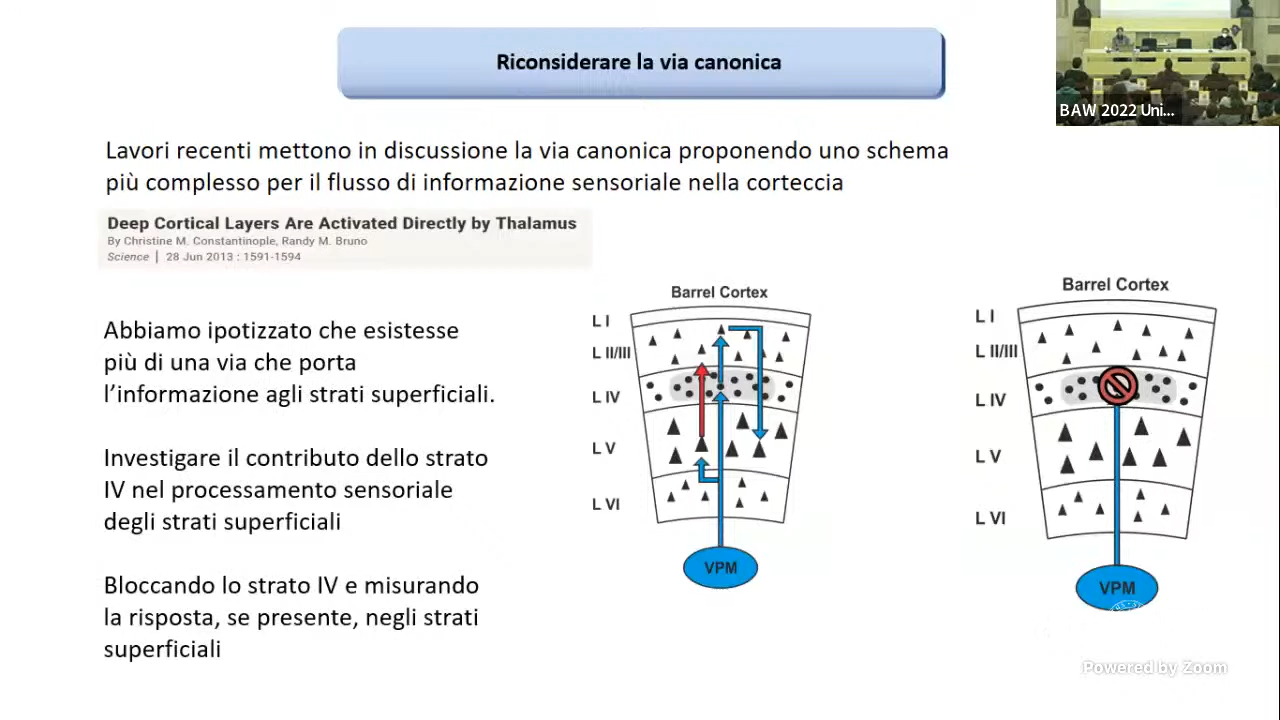 Riconsiderare la via canonica
BAW 2022 Uni...
Lavori recenti mettono in discussione la via canonica proponendo uno schema
più complesso per il flusso di informazione sensoriale nella corteccia
Deep Cortical Layers Are Activated Directly by Thalamus
By Christine M. Constantinople, Randy M. Bruno
Science | 28 Jun 2013 : 1591-1594
Abbiamo ipotizzato che esistesse
più di una via che porta
l’informazione agli strati superficiali.
Investigare il contributo dello strato
IV nel processamento sensoriale
degli strati superficiali
Bloccando lo strato IV e misurando
la risposta, se presente, negli strati
superficiali
Barrel Cortex
L I
L II/III
L IV
L V
L VI
VPM
Barrel Cortex
L I
L II/III
L IV
L V
L VI
VPM
Powered by Zoom